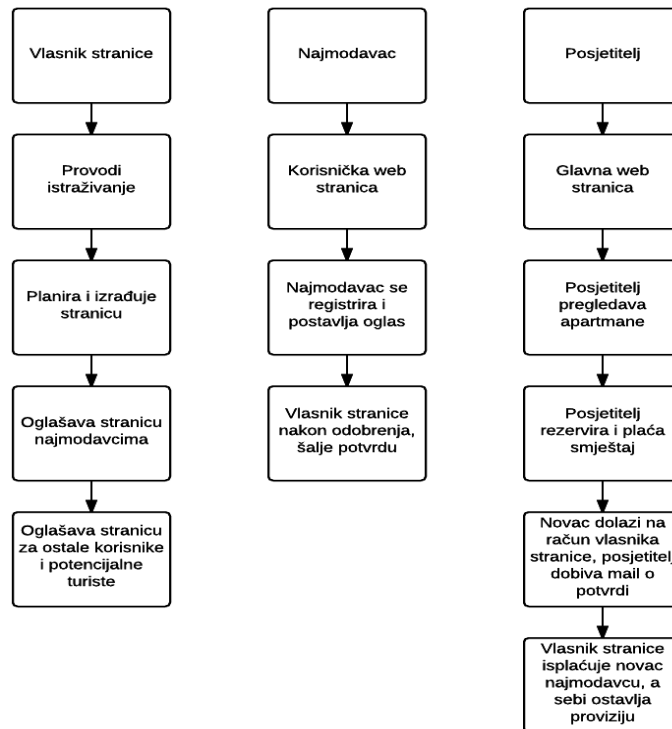 Vlasnik stranice
Provodi
istraživanje
Planira i izrađuje
stranicu
Oglašava stranicu
najmodavcima
Oglašava stranicu
za ostale korisnike
i potencijalne
turiste
Najmodavac
Korisnička web
stranica
Najmodavac se
registrira i
postavlja oglas
Vlasnik stranice
nakon odobrenja,
šalje potvrdu
Posjetitelj
Glavna web
stranica
Posjetitelj
pregledava
apartmane
Posjetitelj
rezervira i plaća
smještaj
Novac dolazi na
račun vlasnika
stranice, posjetitelj
dobiva mail o
potvrdi
Vlasnik stranice
isplaćuje novac
najmodavcu, a
sebi ostavlja
proviziju